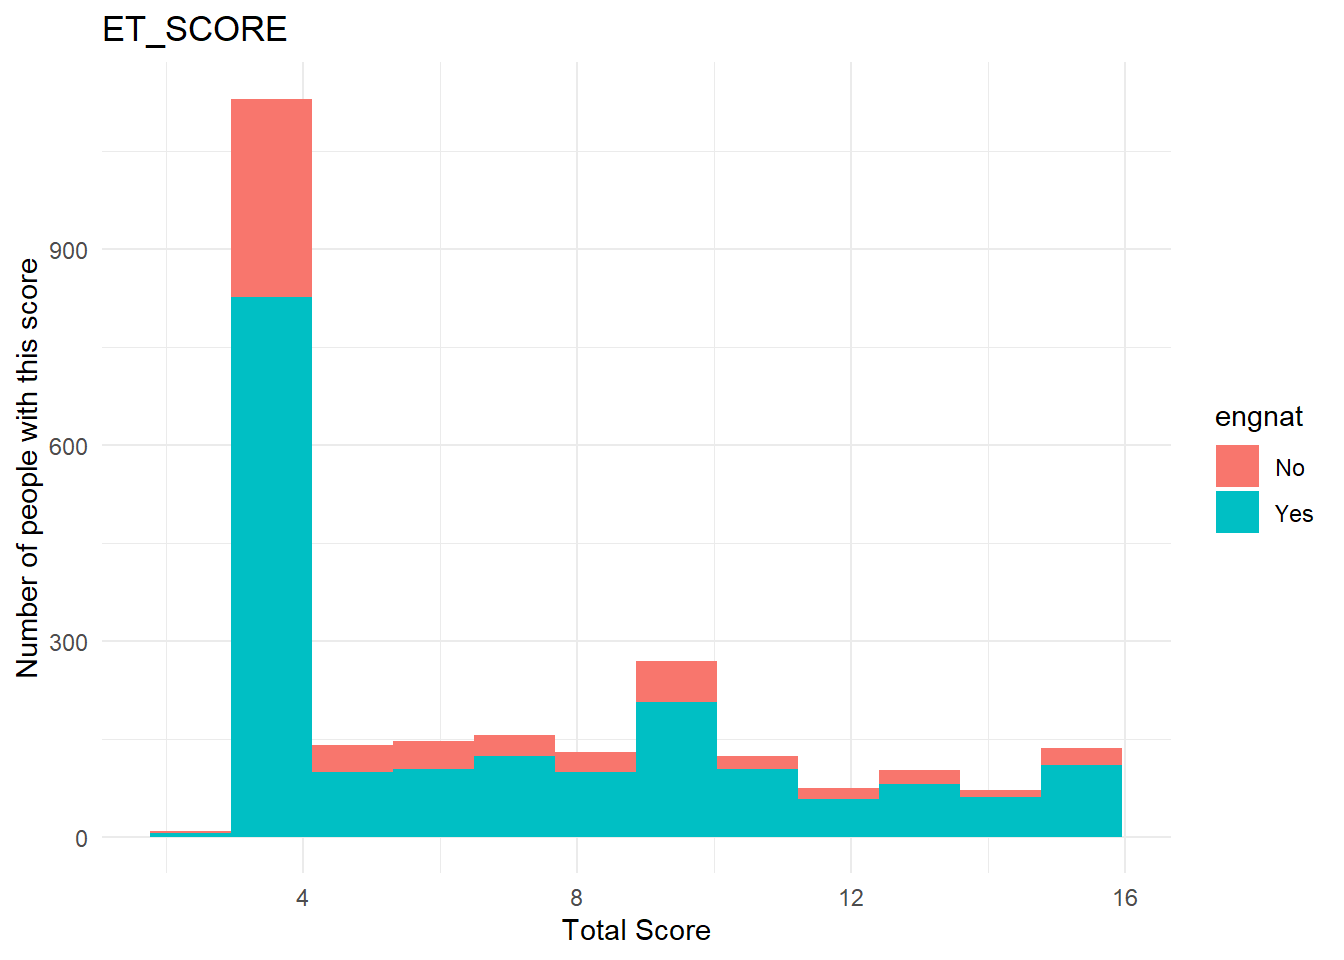 ET_SCORE
Number of people with this score
900
600
300
0
4
8
12
16
Total Score
engnat
No
Yes